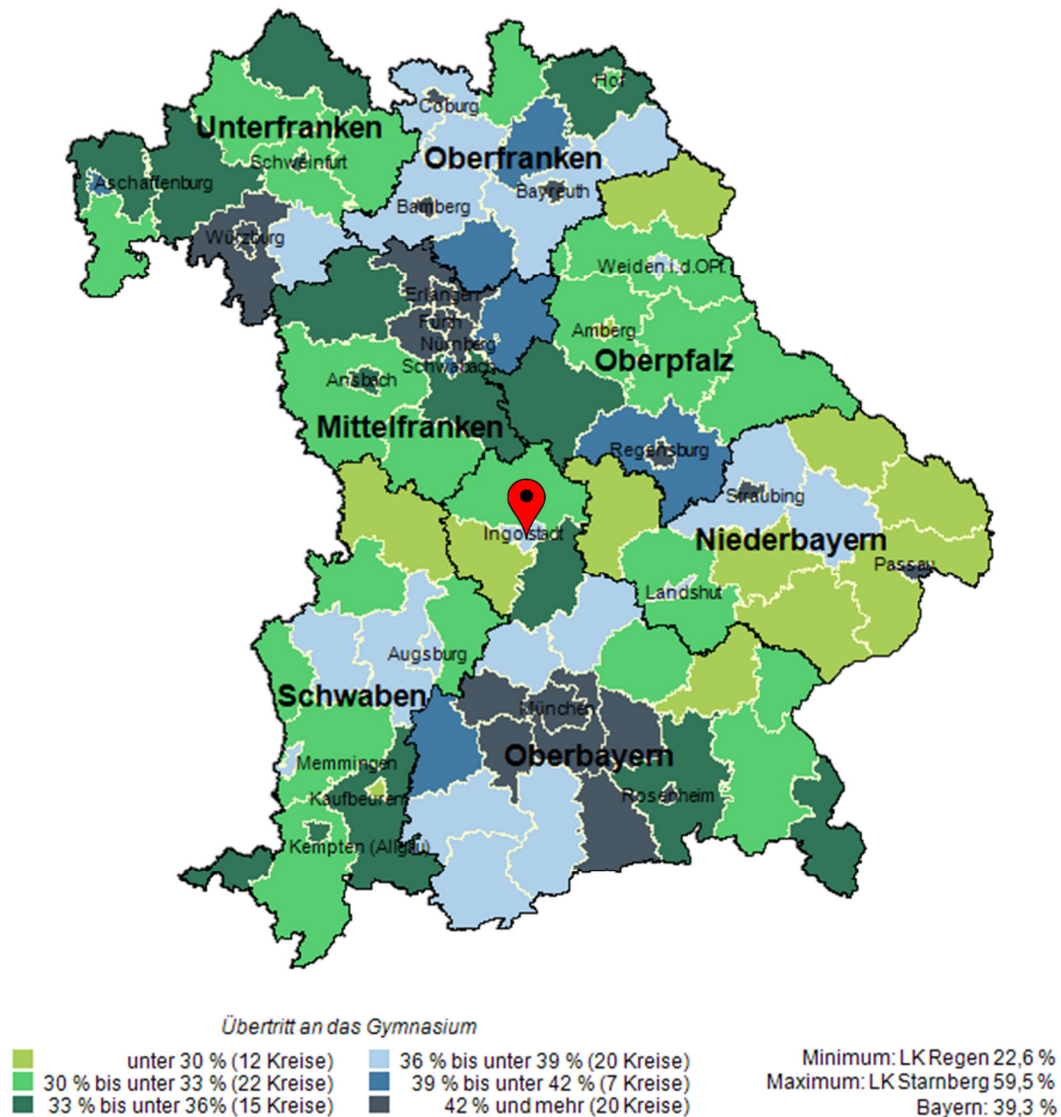 Hof
Coburg
Unterfranken
Oberfranken
Schweinfurt
Aschaffenburg
Bayreuth
Bamberg
Würzburg
Weiden i.d.OPf.
Erlangen
Fürth
Amberg
Nürnberg
Oberpfalz
Schwabach
Ansbach
Mittelfranken
Regensburg
Straubing
Ingolstadt
Niederbayern
Passau
Landshut
Augsburg
Schwaben
München
Oberbayern
Memmingen
Rosenheim
Kaufbeuren
Kempten (Allgäu)
Übertritt an das Gymnasium
unter 30 % (12 Kreise)
30 % bis unter 33 % (22 Kreise)
33 % bis unter 36% (15 Kreise)
36 % bis unter 39 % (20 Kreise)
39 % bis unter 42 % (7 Kreise)
42 % und mehr (20 Kreise)
Minimum: LK Regen 22,6 %
Maximum: LK Starnberg 59,5 %
Bayern: 39,3 %